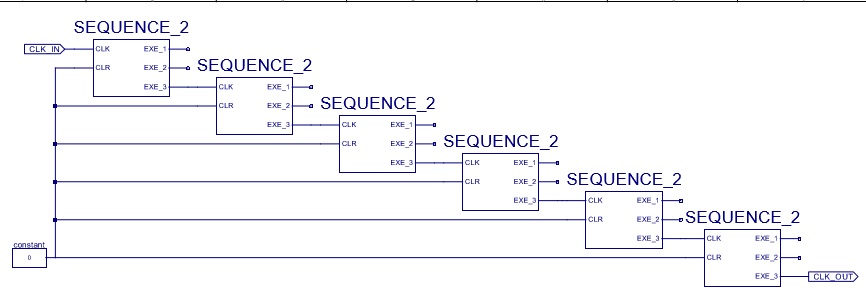 SEQUENCE_2
CLK_IN
CLK
EXE_1
CLR
EXE_2
EXE_3
SEQUENCE_2
CLK
EXE_1
CLR
EXE_2
EXE_3
SEQUENCE_2
CLK
EXE_1
CLR
EXE_2
EXE_3
SEQUENCE_2
CLK
EXE_1
CLR
EXE_2
EXE_3
SEQUENCE_2
CLK
EXE_1
CLR
EXE_2
EXE_3
SEQUENCE_2
CLK
EXE_1
CLR
EXE_2
EXE_3
CLK_OUT
constant
0